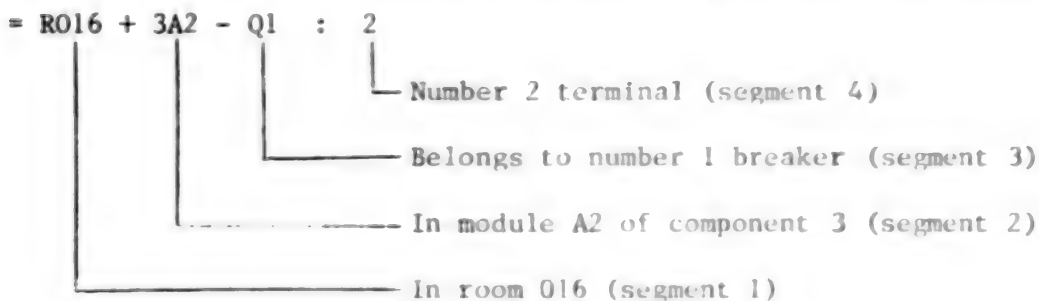 = R016 + 3A2 - Q1 : 2
Number 2 terminal (segment 4)
Belongs to number 1 breaker (segment 3)
In module A2 of component 3 (segment 2)
In room 016 (segment 1)